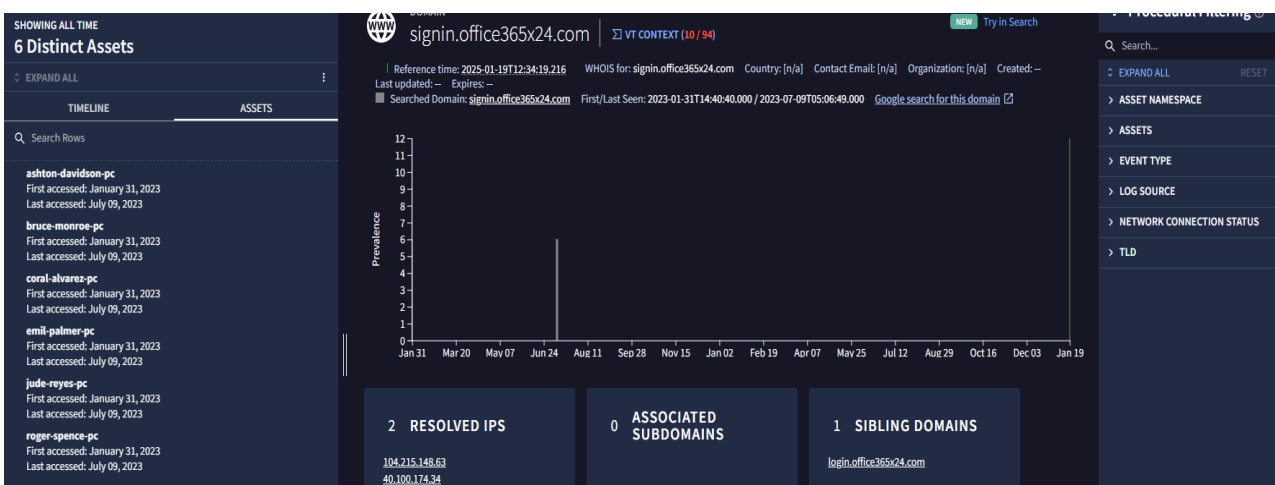 SHOWING ALL TIME
6 Distinct Assets
EXPAND ALL
TIMELINE ASSETS
Search Rows
ashton-davidson-pc
First accessed: January 31, 2023
Last accessed: July 09, 2023
bruce-monroe-pc
First accessed: January 31, 2023
Last accessed: July 09, 2023
coral-alvarez-pc
First accessed: January 31, 2023
Last accessed: July 09, 2023
emil-palmer-pc
First accessed: January 31, 2023
Last accessed: July 09, 2023
jude-reyes-pc
First accessed: January 31, 2023
Last accessed: July 09, 2023
roger-spence-pc
First accessed: January 31, 2023
Last accessed: July 09, 2023
WWW
DOMAIN
signin.office365x24.com
VT CONTEXT (10 / 94)
NEW Try in Search
Reference time: 2025-01-19T12:34:19.216 WHOIS for: signin.office365x24.com Country: [n/a] Contact Email: [n/a] Organization: [n/a] Created: --
Last updated: -- Expires: --
Searched Domain: signin.office365x24.com First/Last Seen: 2023-01-31T14:40:40.000 / 2023-07-09T05:06:49.000 Google search for this domain
Prevalence
12
11
10
9
8
7
6
5
4
3
2
1
0
Jan 31 Mar 20 May 07 Jun 24 Aug 11 Sep 28 Nov 15 Jan 02 Feb 19 Apr 07 May 25 Jul 12 Aug 29 Oct 16 Dec 03 Jan 19
2 RESOLVED IPS
104.215.148.63
40.100.174.34
0 ASSOCIATED
SUBDOMAINS
1 SIBLING DOMAINS
login.office365x24.com
Procedural Filtering
Search...
EXPAND ALL RESET
ASSET NAMESPACE
ASSETS
EVENT TYPE
LOG SOURCE
NETWORK CONNECTION STATUS
TLD